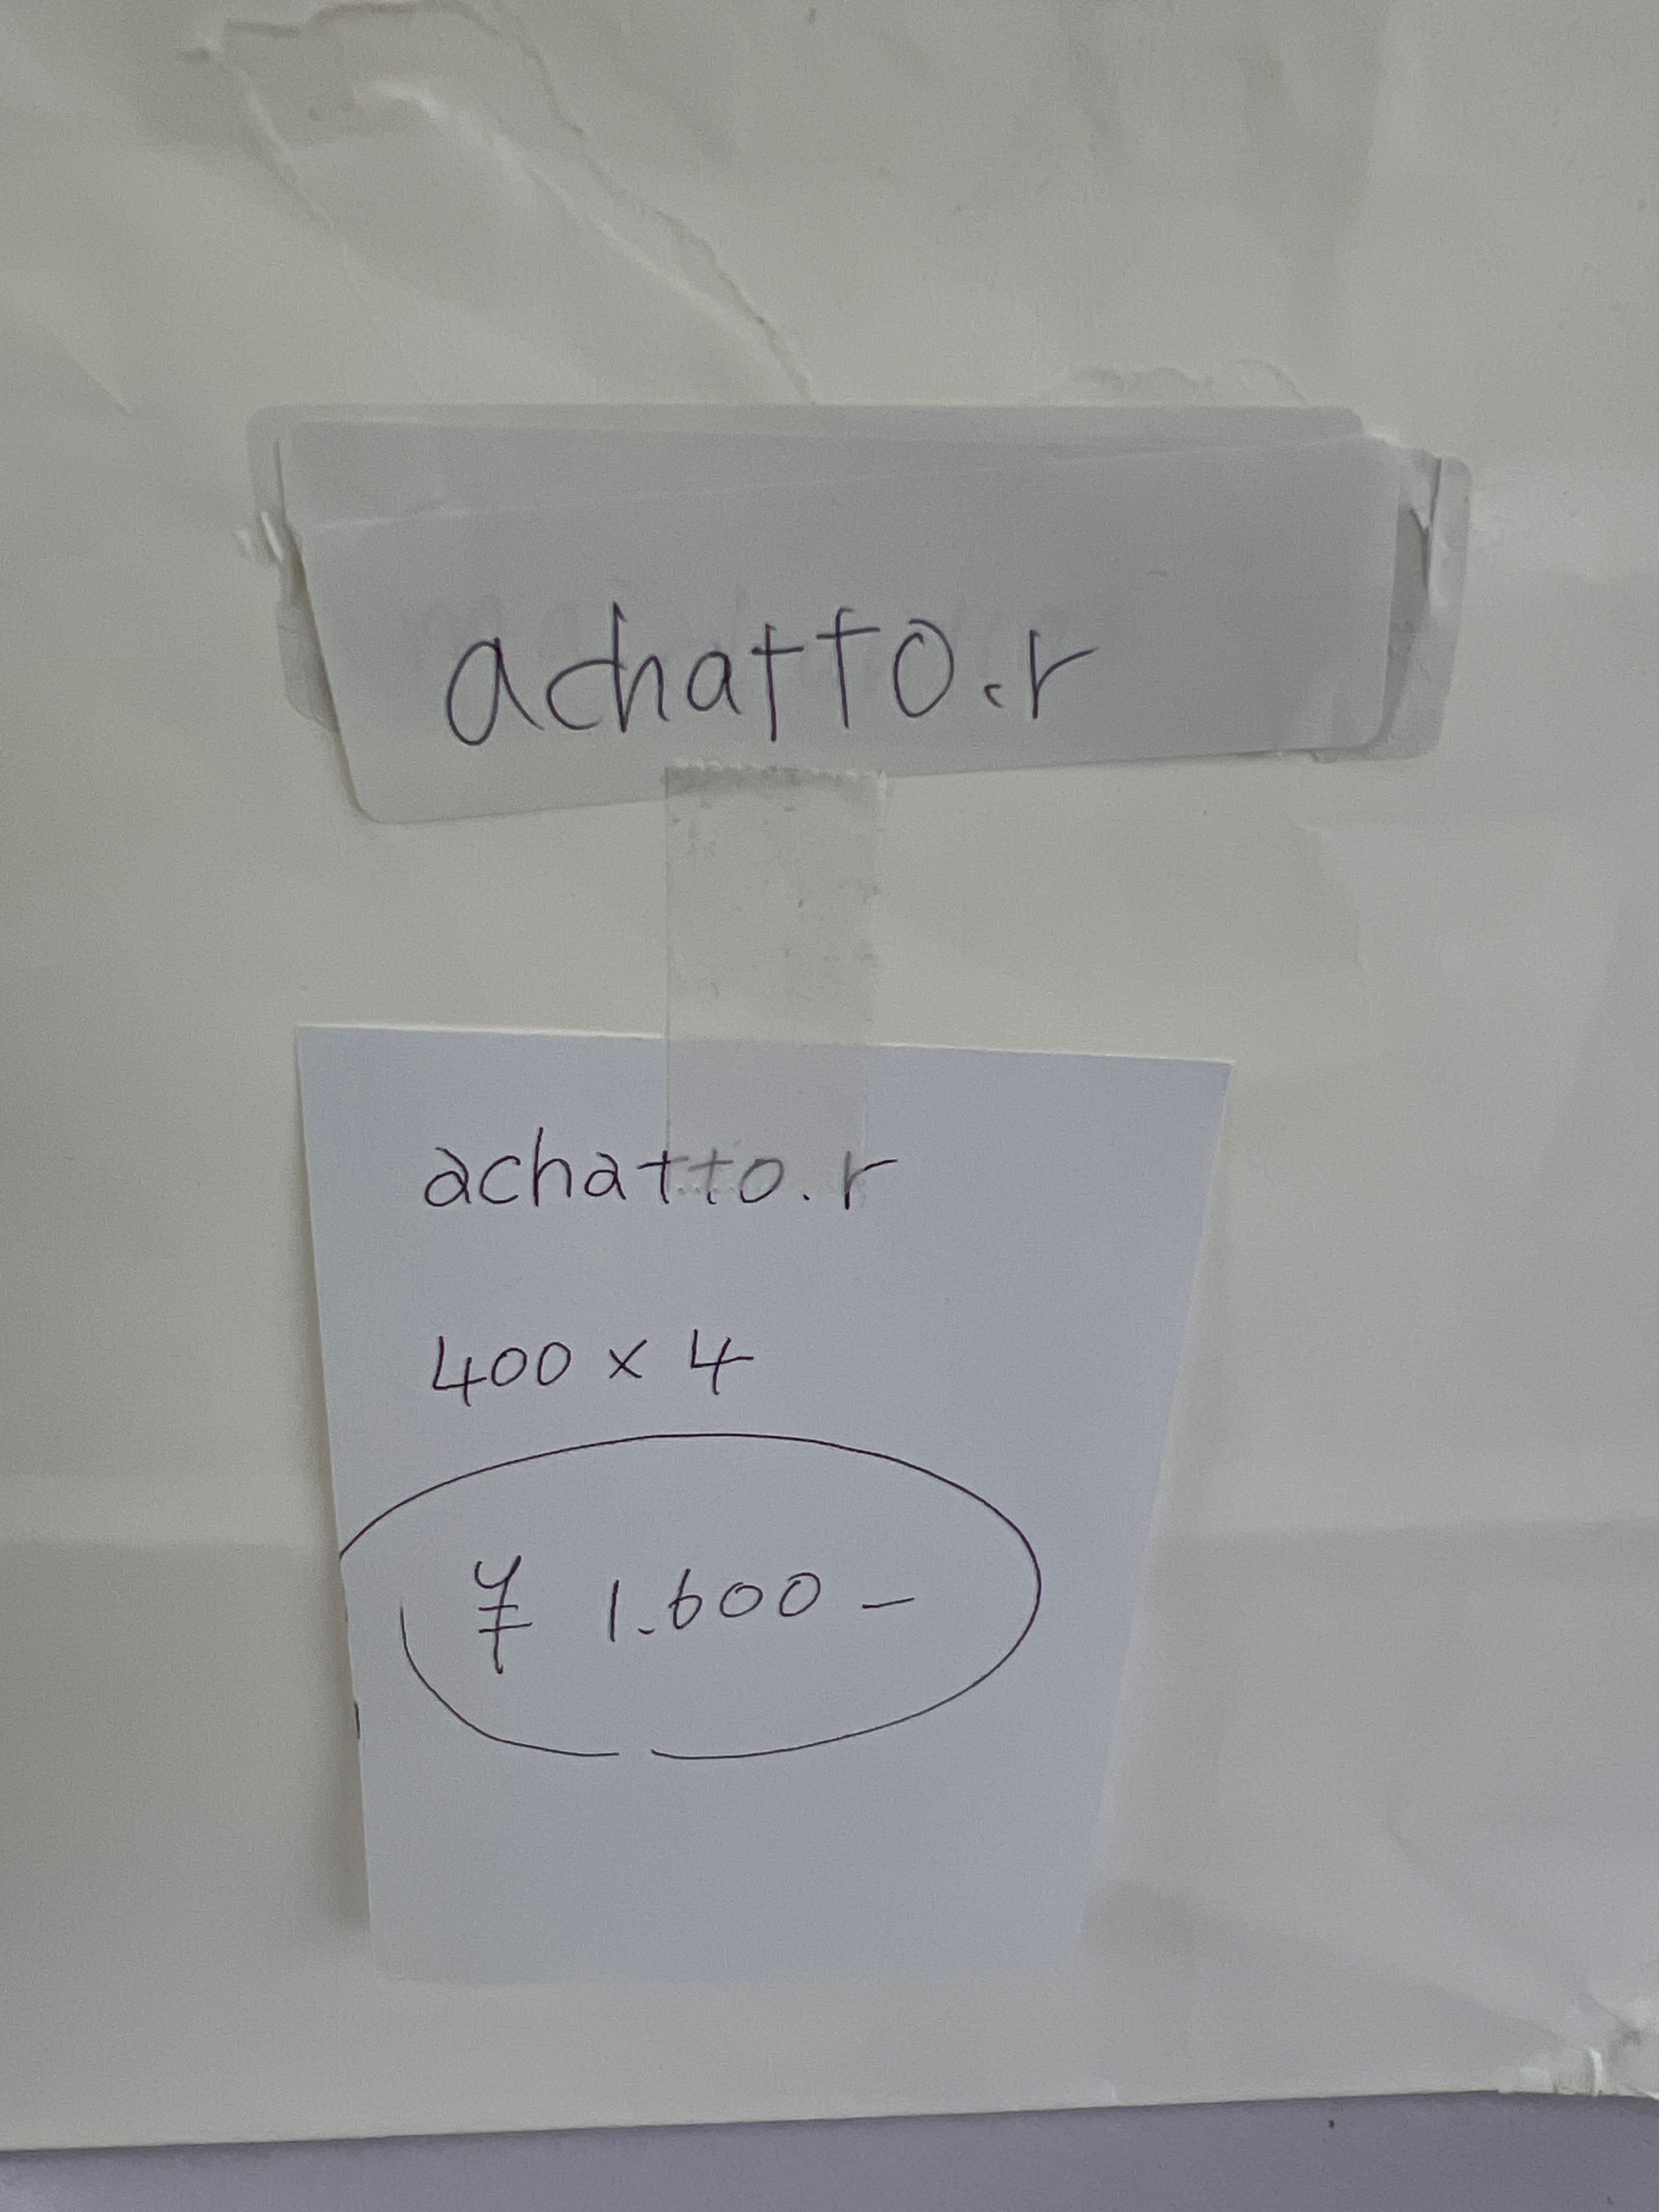 achatto.r
achatto.r
400 × 4
¥ 1.600 –